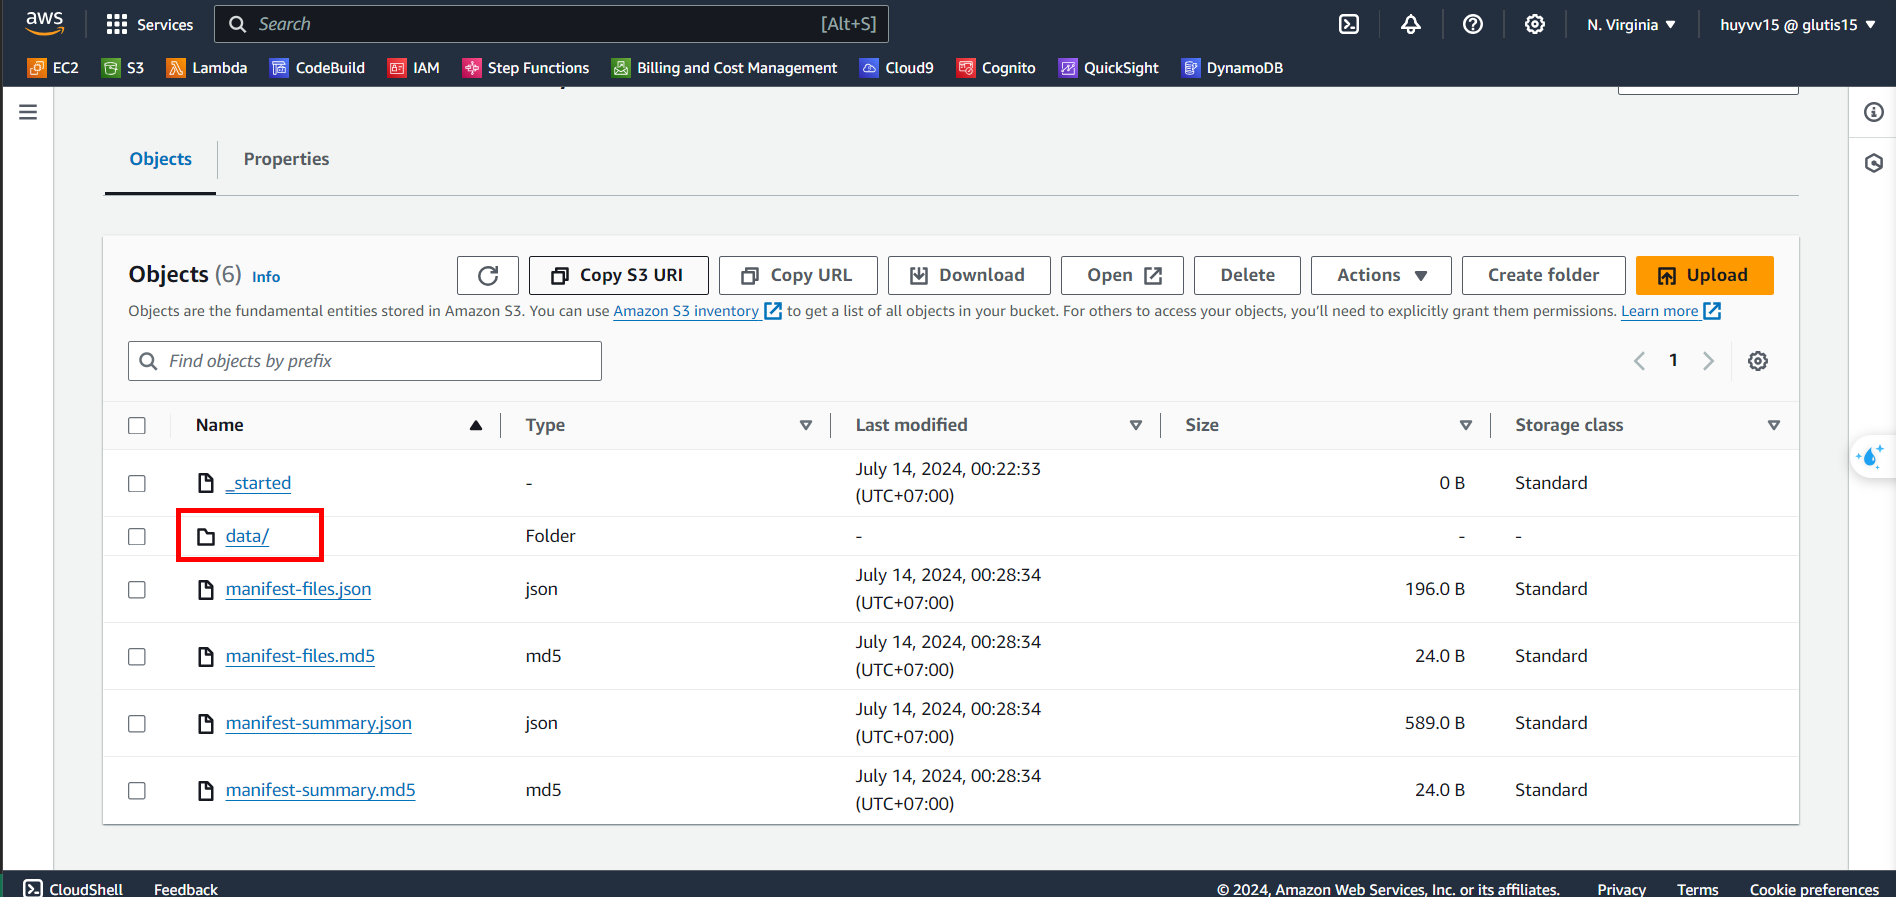 aws Services Search [Alt+S] N. Virginia huyvv15 @ glutis15
EC2 S3 Lambda CodeBuild IAM Step Functions Billing and Cost Management Cloud9 Cognito QuickSight DynamoDB
Objects Properties
Objects (6) Info Copy S3 URI Copy URL Download Open Delete Actions Create folder Upload
Objects are the fundamental entities stored in Amazon S3. You can use Amazon S3 inventory to get a list of all objects in your bucket. For others to access your objects, you'll need to explicitly grant them permissions. Learn more
Find objects by prefix 1
Name Type Last modified Size Storage class
_started - July 14, 2024, 00:22:33 (UTC+07:00) 0 B Standard
data/ Folder - - -
manifest-files.json json July 14, 2024, 00:28:34 (UTC+07:00) 196.0 B Standard
manifest-files.md5 md5 July 14, 2024, 00:28:34 (UTC+07:00) 24.0 B Standard
manifest-summary.json json July 14, 2024, 00:28:34 (UTC+07:00) 589.0 B Standard
manifest-summary.md5 md5 July 14, 2024, 00:28:34 (UTC+07:00) 24.0 B Standard
CloudShell Feedback © 2024, Amazon Web Services, Inc. or its affiliates. Privacy Terms Cookie preferences